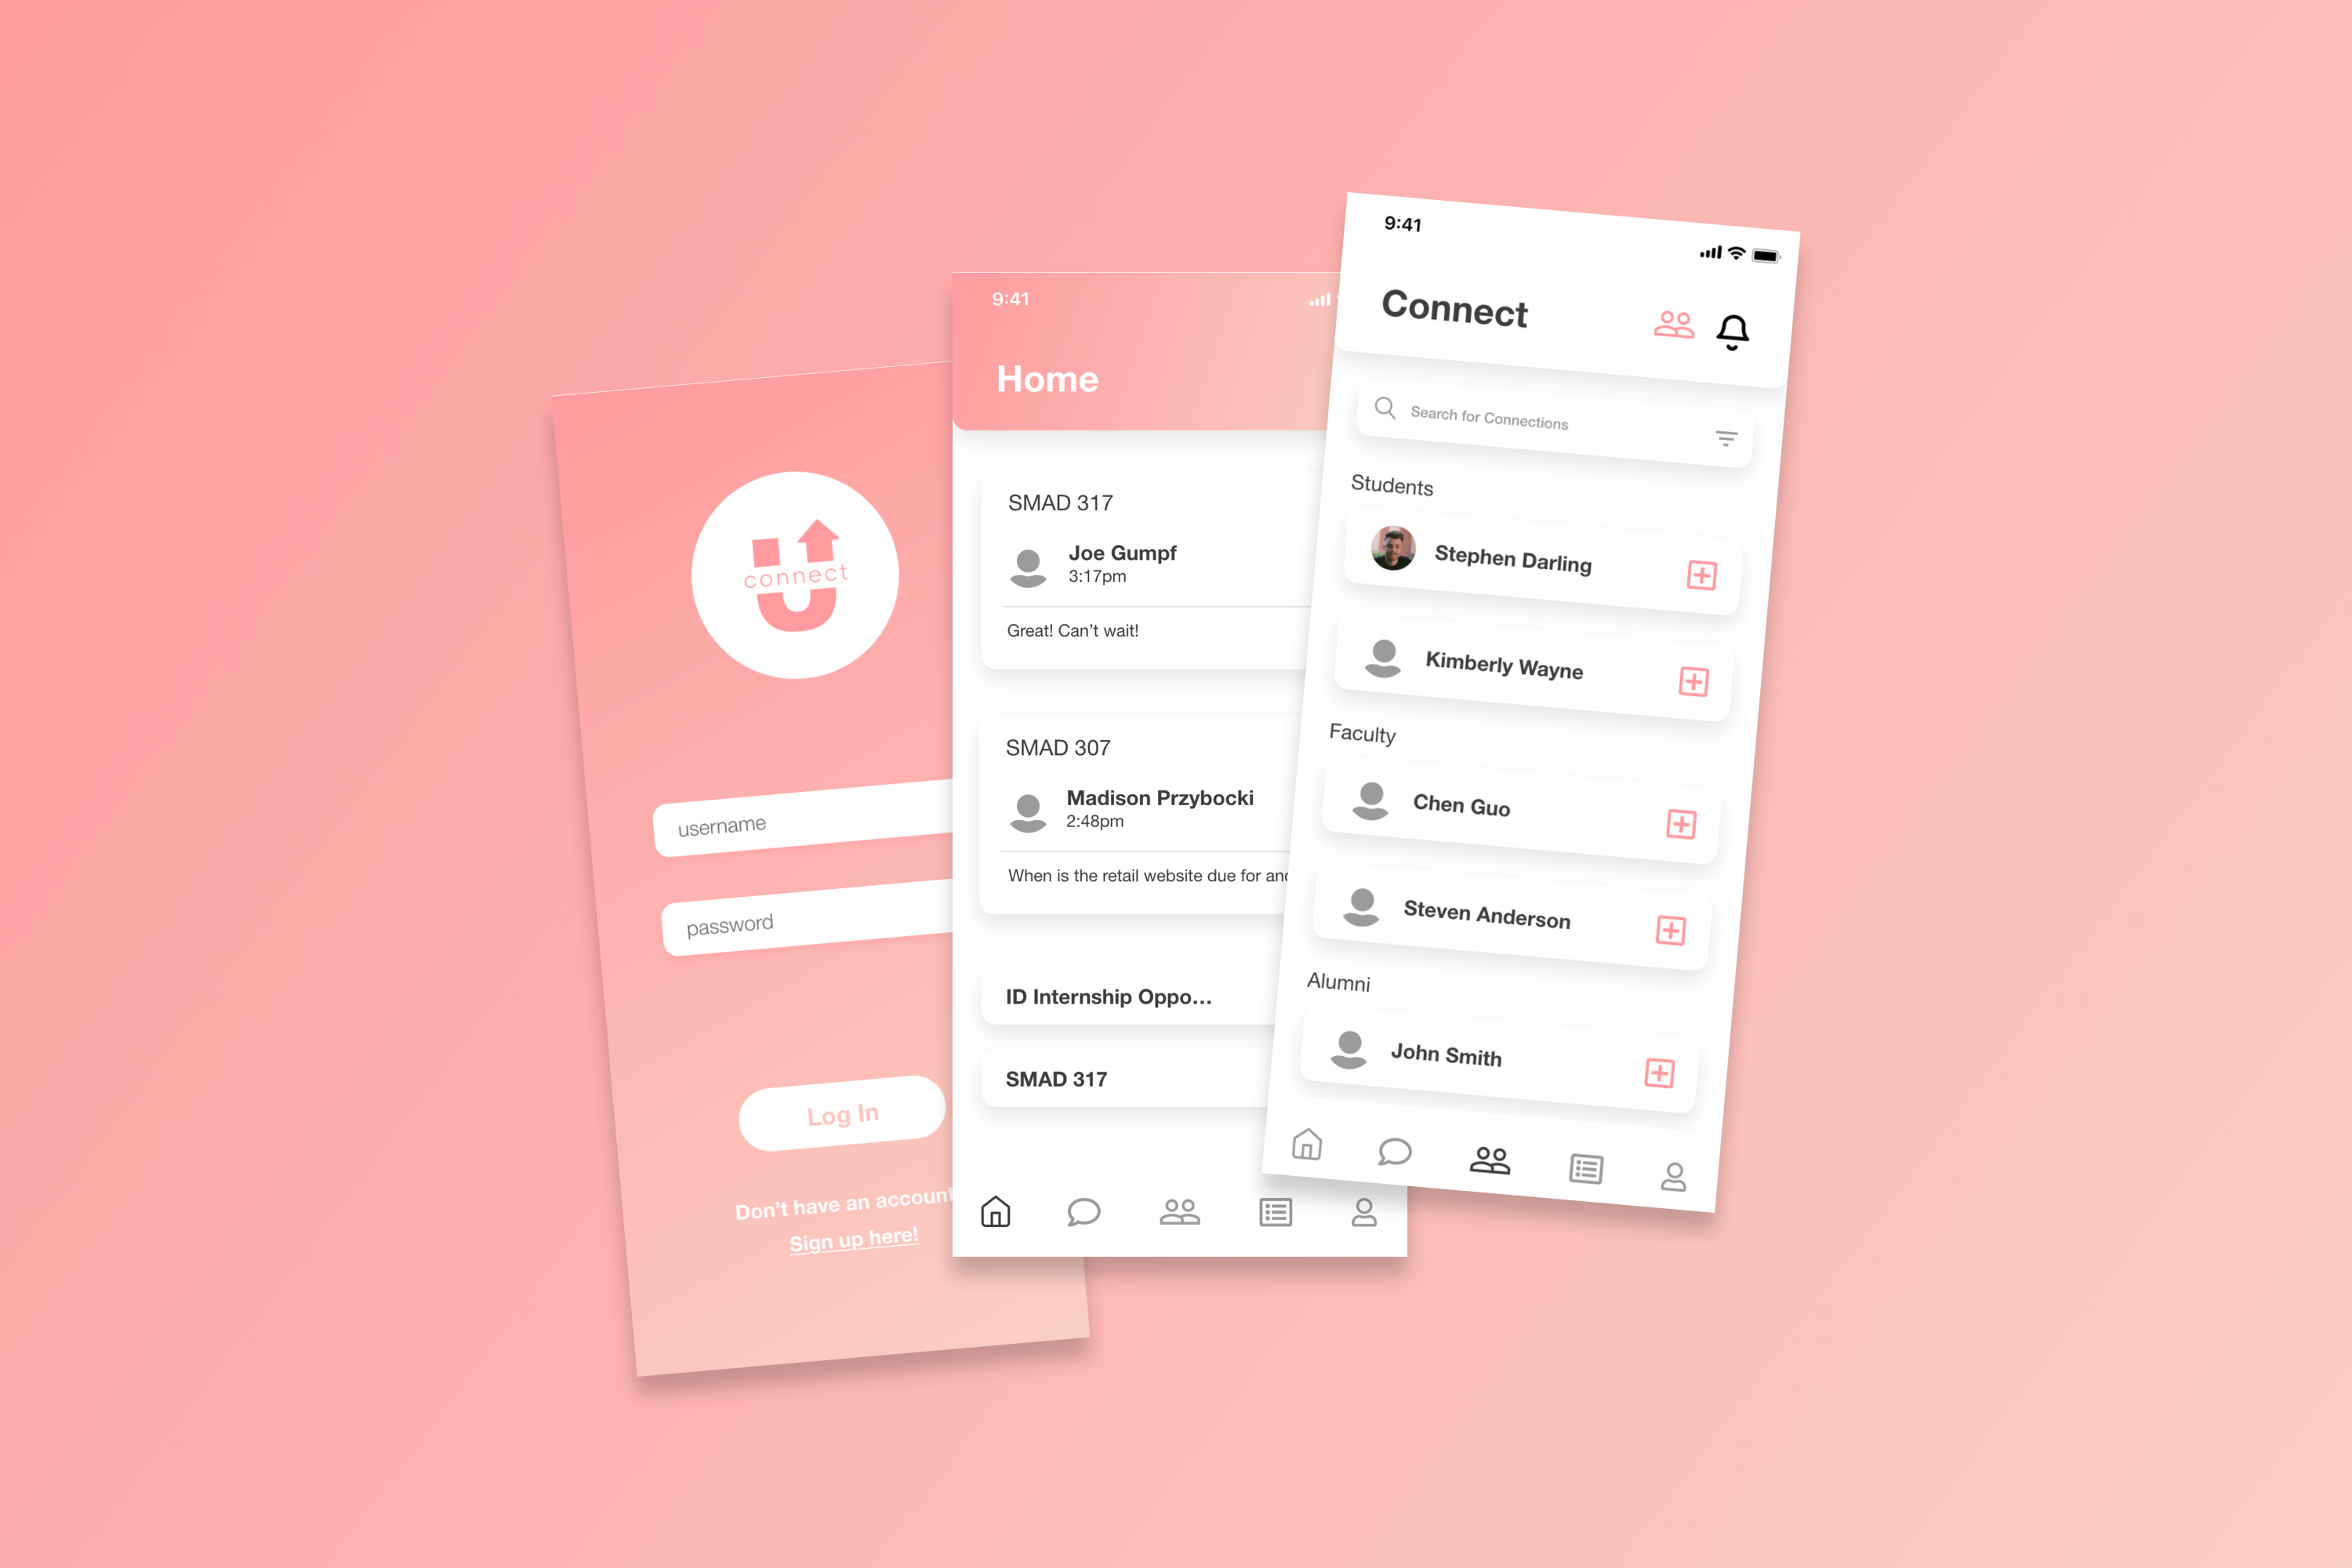 connect
username
password
Log In
Don't have an account
Sign up here!
9:41
Home
SMAD 317
Joe Gumpf
3:17pm
Great! Can't wait!
SMAD 307
Madison Przybocki
2:48pm
When is the retail website due for
ID Internship Oppo...
SMAD 317
9:41
Connect
Search for Connections
Students
Stephen Darling
Kimberly Wayne
Faculty
Chen Guo
Steven Anderson
Alumni
John Smith